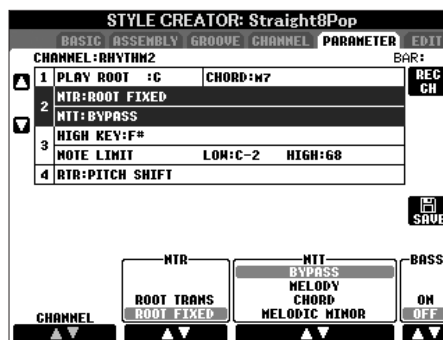 STYLE CREATOR: Straight8Pop
BASIC ASSEMBLY GROOVE CHANNEL PARAMETER EDIT
CHANNEL:RHYTHM2 BAR:
1 PLAY ROOT :C CHORD:M7
REC CH
2 NTR:ROOT FIXED
NTT:BYPASS
3 HIGH KEY:F#
NOTE LIMIT LOW:C-2 HIGH:G8
4 RTR:PITCH SHIFT
SAVE
NTR NTT BASS
BYPASS
MELODY
ROOT TRANS CHORD ON
CHANNEL ROOT FIXED MELODIC MINOR OFF